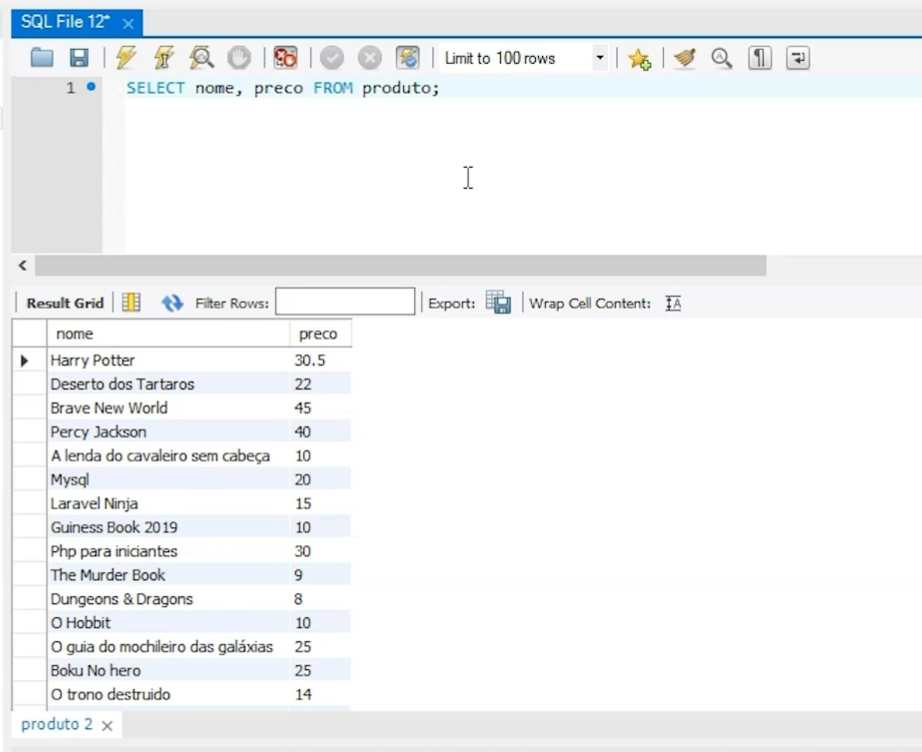 SQL File 12*
Limit to 100 rows
1 SELECT nome, preco FROM produto;
Result Grid Filter Rows: Export: Wrap Cell Content:
nome preco
Harry Potter 30.5
Deserto dos Tartaros 22
Brave New World 45
Percy Jackson 40
A lenda do cavaleiro sem cabeça 10
Mysql 20
Laravel Ninja 15
Guiness Book 2019 10
Php para iniciantes 30
The Murder Book 9
Dungeons & Dragons 8
O Hobbit 10
O guia do mochileiro das galáxias 25
Boku No hero 25
O trono destruido 14
produto 2